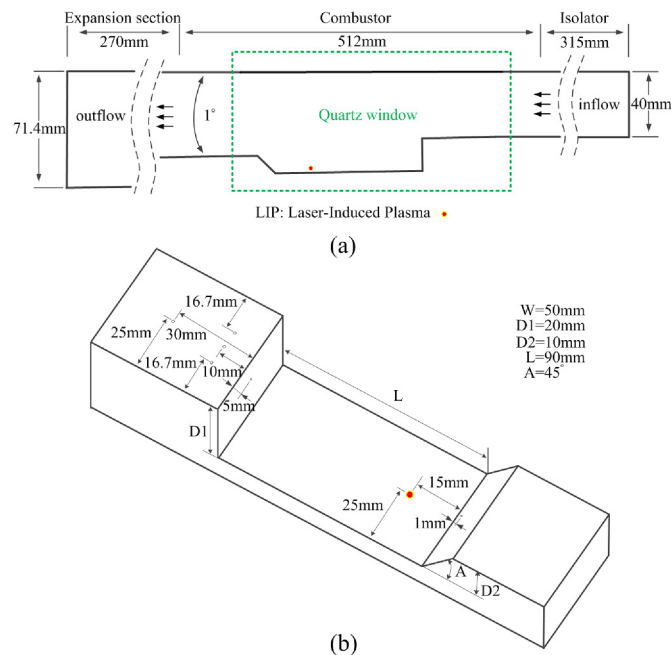 Expansion section Combustor Isolator
270mm 512mm 315mm
71.4mm outflow 1° Quartz window inflow 40mm
LIP: Laser-Induced Plasma
(a)
16.7mm
25mm 30mm
16.7mm 10mm
5mm
D1
L
25mm 15mm
1mm
A
D2
W=50mm
D1=20mm
D2=10mm
L=90mm
A=45°
(b)